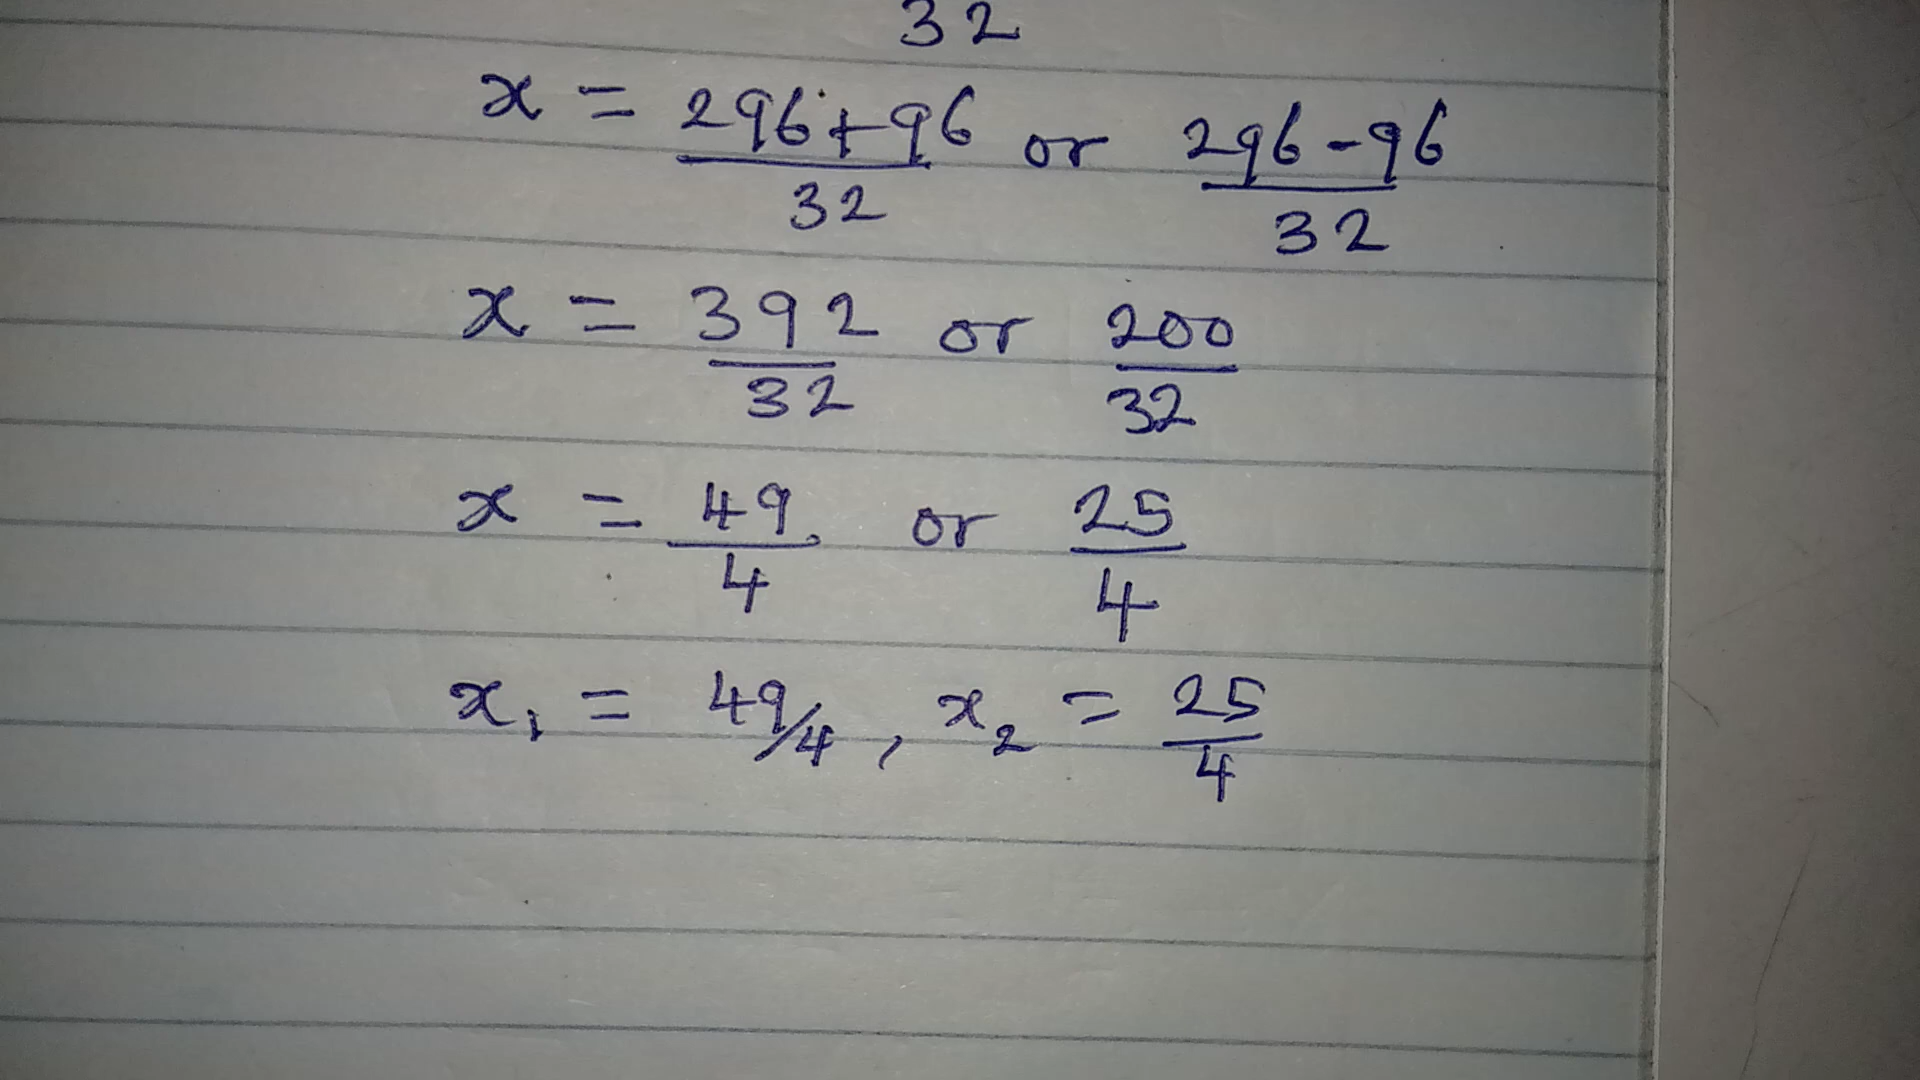 32
x = 296+96/32 or 296-96/32
x = 392/32 or 200/32
x = 49/4 or 25/4
x₁ = 49/4, x₂ = 25/4